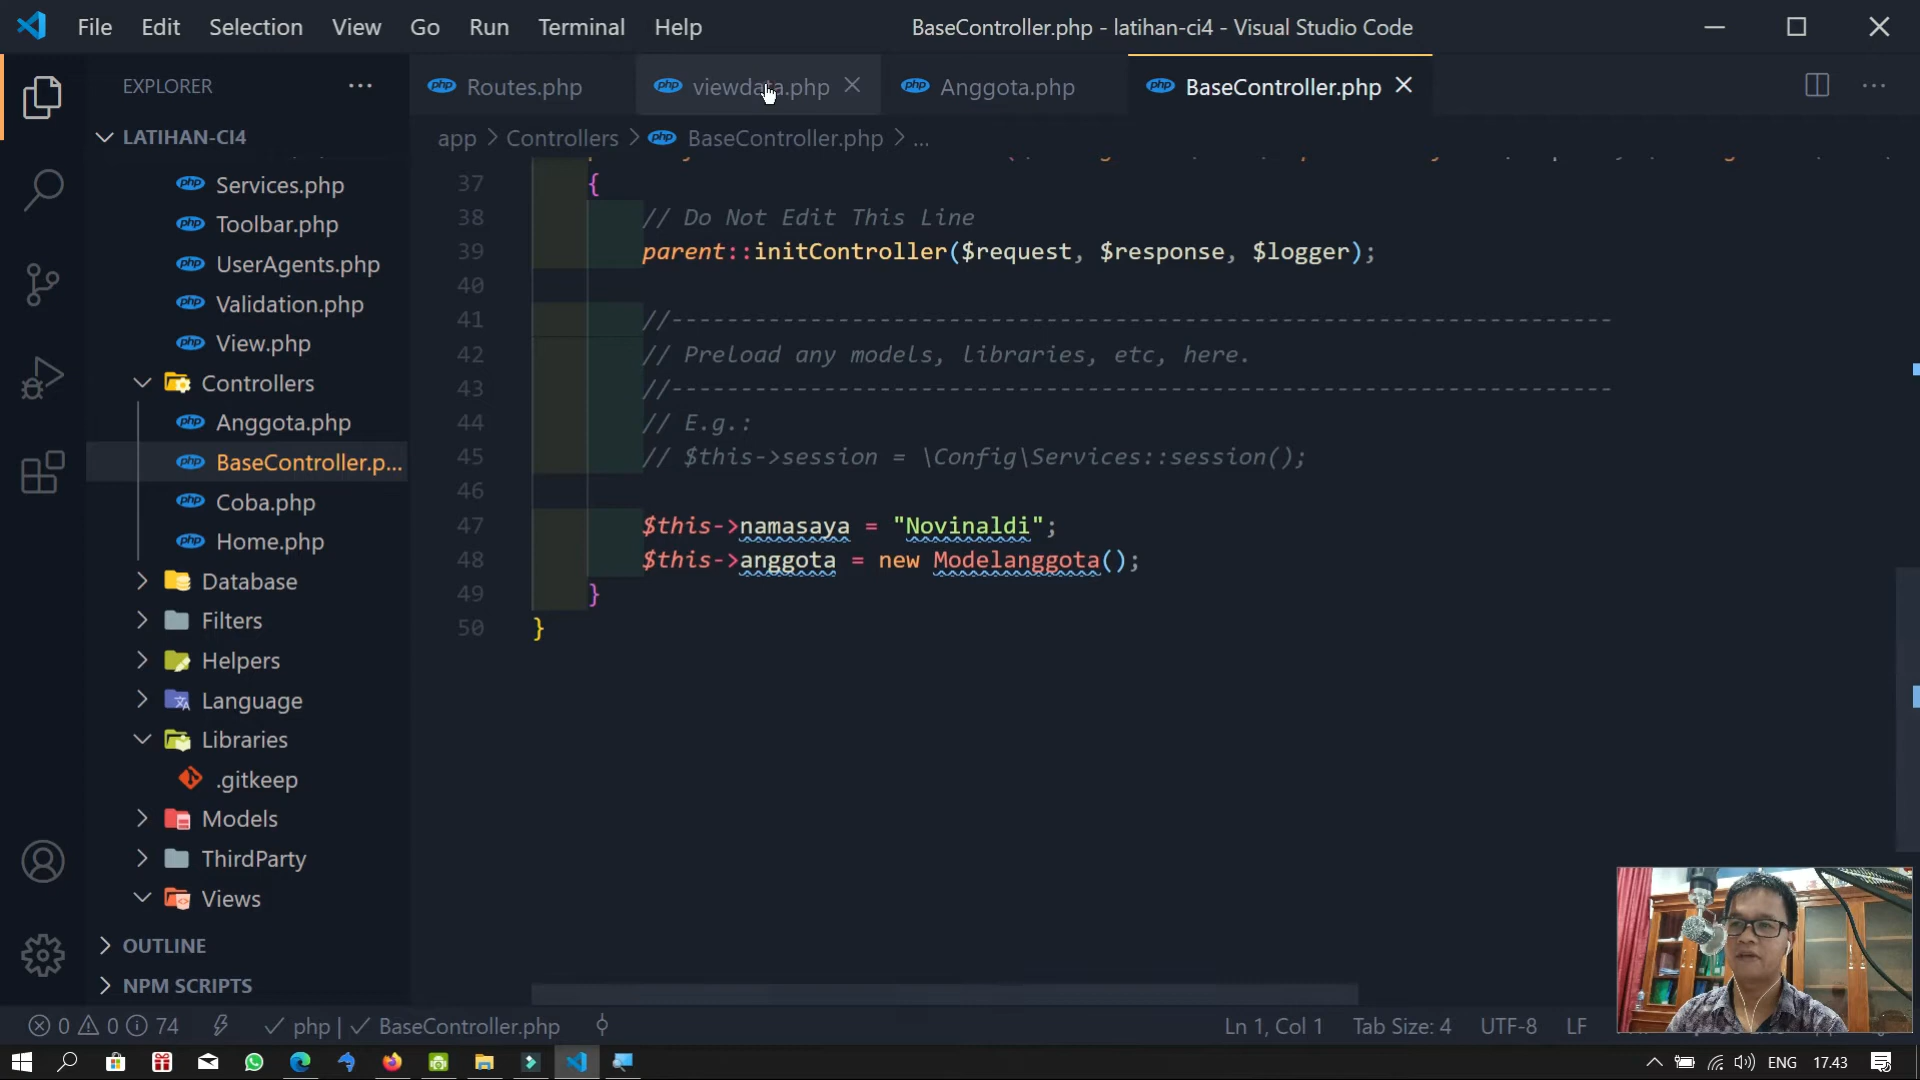 File Edit Selection View Go Run Terminal Help BaseController.php - latihan-ci4 - Visual Studio Code
EXPLORER
LATIHAN-CI4
Services.php
Toolbar.php
UserAgents.php
Validation.php
View.php
Controllers
Anggota.php
BaseController.p...
Coba.php
Home.php
Database
Filters
Helpers
Language
Libraries
.gitkeep
Models
ThirdParty
Views
OUTLINE
NPM SCRIPTS
php Routes.php php viewdata.php php Anggota.php php BaseController.php
app > Controllers > php BaseController.php > ...
37 {
38 // Do Not Edit This Line
39 parent::initController($request, $response, $logger);
40
41 //--------------------------------------------------------------------
42 // Preload any models, libraries, etc, here.
43 //--------------------------------------------------------------------
44 // E.g.:
45 // $this->session = \Config\Services::session();
46
47 $this->namasaya = "Novinaldi";
48 $this->anggota = new Modelanggota();
49 }
50 }
0 0 74 php | BaseController.php Ln 1, Col 1 Tab Size: 4 UTF-8 LF
ENG 17.43